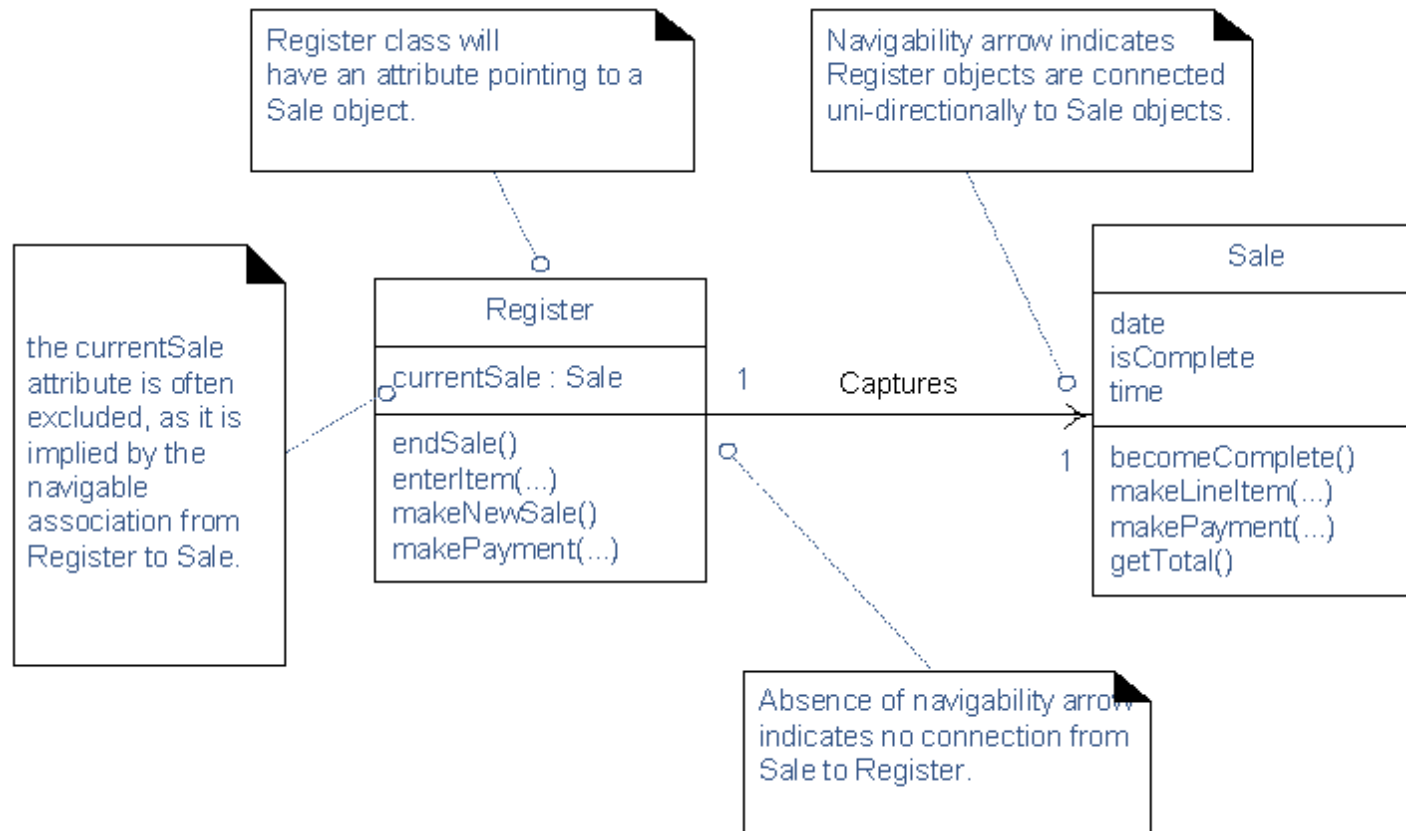 Register class will
have an attribute pointing to a
Sale object.
Navigability arrow indicates
Register objects are connected
uni-directionally to Sale objects.
the currentSale
attribute is often
excluded, as it is
implied by the
navigable
association from
Register to Sale.
Register
currentSale : Sale
endSale()
enterItem(...)
makeNewSale()
makePayment(...)
1
Captures
1
Sale
date
isComplete
time
becomeComplete()
makeLineItem(...)
makePayment(...)
getTotal()
Absence of navigability arrow
indicates no connection from
Sale to Register.